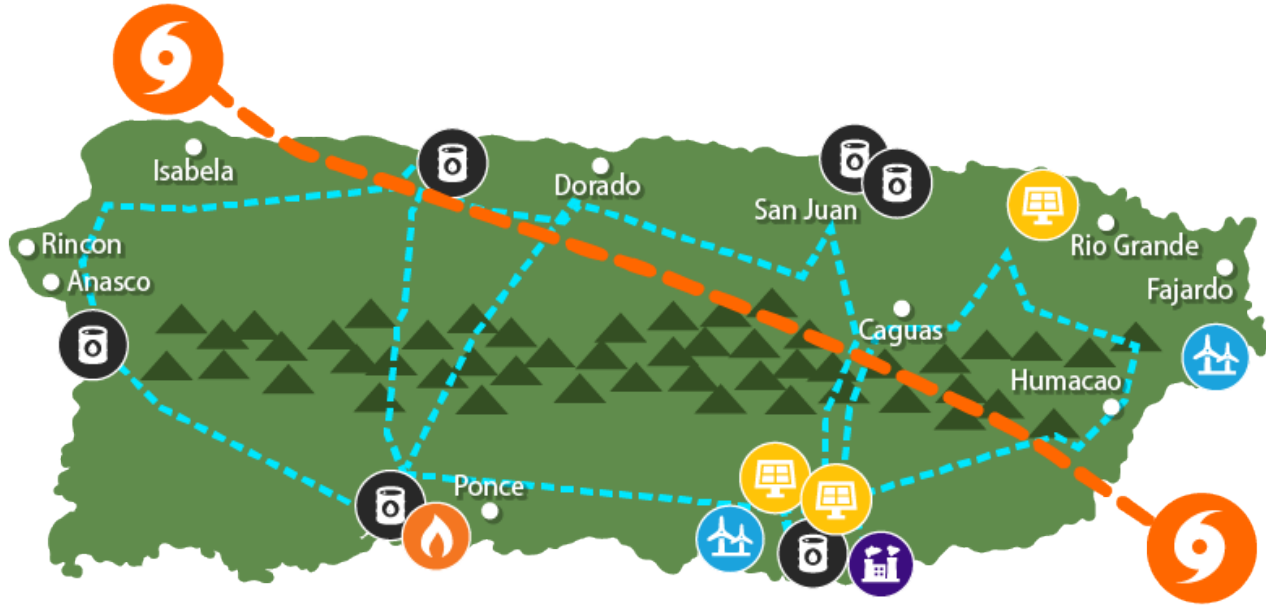 Isabela
Dorado
San Juan
Rincon
Rio Grande
Anasco
Fajardo
Caguas
Humacao
Ponce